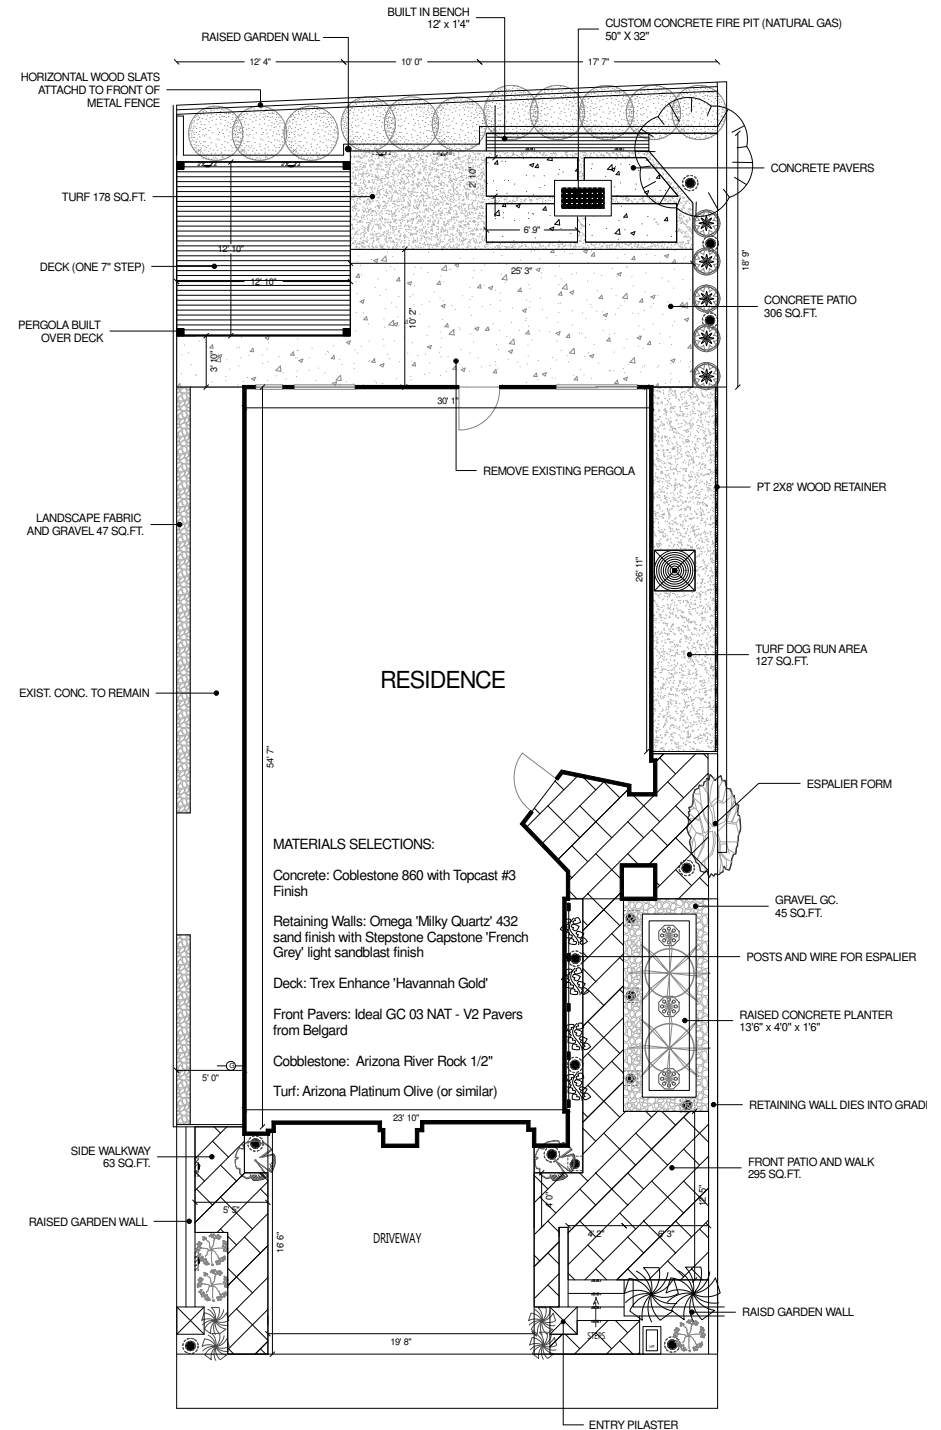 BUILT IN BENCH
12' x 1'4"
CUSTOM CONCRETE FIRE PIT (NATURAL GAS)
50" X 32"
RAISED GARDEN WALL
12' 4"
10' 0"
17' 7"
HORIZONTAL WOOD SLATS
ATTACHD TO FRONT OF
METAL FENCE
CONCRETE PAVERS
2' 10"
TURF 178 SQ.FT.
6' 9"
12' 10"
18' 9"
DECK (ONE 7" STEP)
25' 3"
12' 10"
CONCRETE PATIO
306 SQ.FT.
10' 2"
PERGOLA BUILT
OVER DECK
3' 10"
30' 1"
REMOVE EXISTING PERGOLA
PT 2X8' WOOD RETAINER
LANDSCAPE FABRIC
AND GRAVEL 47 SQ.FT.
26' 11"
TURF DOG RUN AREA
127 SQ.FT.
RESIDENCE
EXIST. CONC. TO REMAIN
54' 7"
ESPALIER FORM
MATERIALS SELECTIONS:
Concrete: Coblestone 860 with Topcast #3
Finish
Retaining Walls: Omega 'Milky Quartz' 432
sand finish with Stepstone Capstone 'French
Grey' light sandblast finish
Deck: Trex Enhance 'Havannah Gold'
Front Pavers: Ideal GC 03 NAT - V2 Pavers
from Belgard
Cobblestone:  Arizona River Rock 1/2"
Turf: Arizona Platinum Olive (or similar)
GRAVEL GC.
45 SQ.FT.
POSTS AND WIRE FOR ESPALIER
RAISED CONCRETE PLANTER
13'6" x 4'0" x 1'6"
5' 0"
RETAINING WALL DIES INTO GRADE
23' 10"
SIDE WALKWAY
63 SQ.FT.
FRONT PATIO AND WALK
295 SQ.FT.
4' 0"
12' 5"
5' 5"
RAISED GARDEN WALL
16' 6"
DRIVEWAY
4' 2"
6' 3"
RAISD GARDEN WALL
STEPS
19' 8"
ENTRY PILASTER